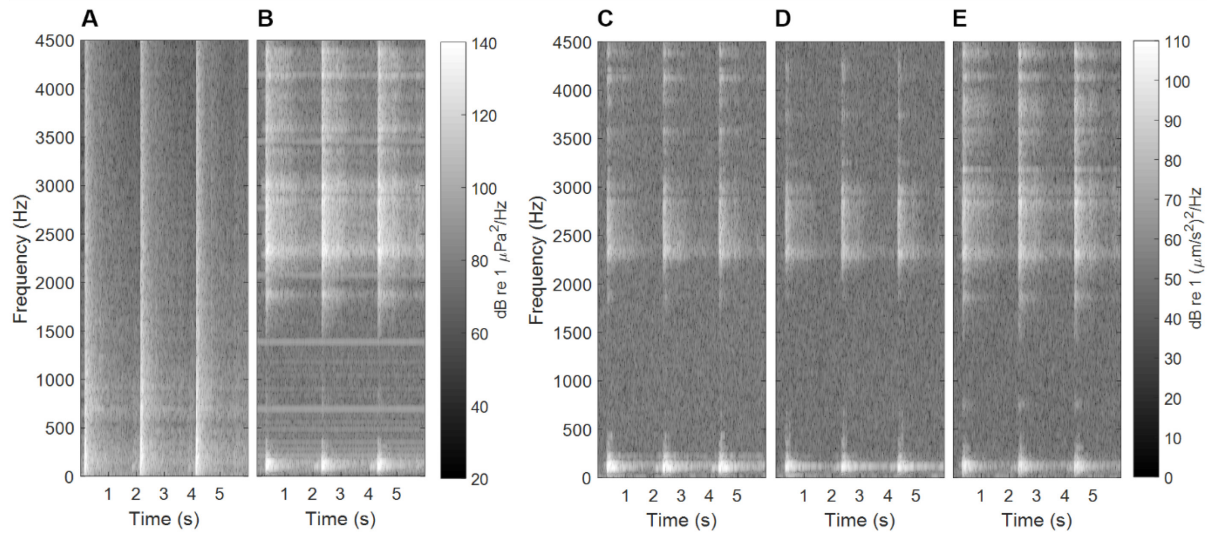 A B C D E
4500 4000 3500 3000 2500 2000 1500 1000 500 0
Frequency (Hz)
1 2 3 4 5
Time (s)
1 2 3 4 5
Time (s)
140 120 100 80 60 40 20
dB re 1 μPa²/Hz
4500 4000 3500 3000 2500 2000 1500 1000 500 0
Frequency (Hz)
1 2 3 4 5
Time (s)
1 2 3 4 5
Time (s)
1 2 3 4 5
Time (s)
110 100 90 80 70 60 50 40 30 20 10 0
dB re 1 (μm/s²)²/Hz